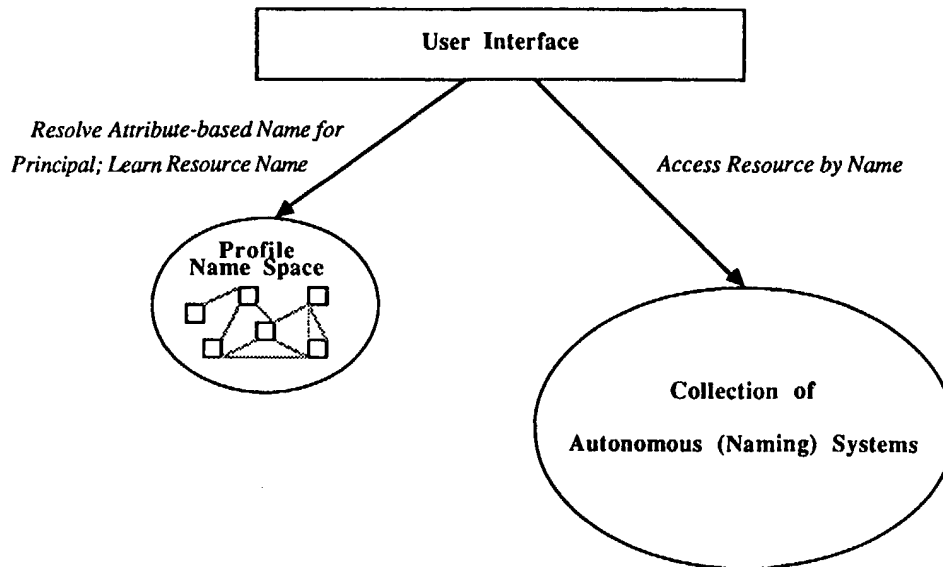 User Interface
Resolve Attribute-based Name for
Principal; Learn Resource Name
Access Resource by Name
Profile
Name Space
Collection of
Autonomous (Naming) Systems